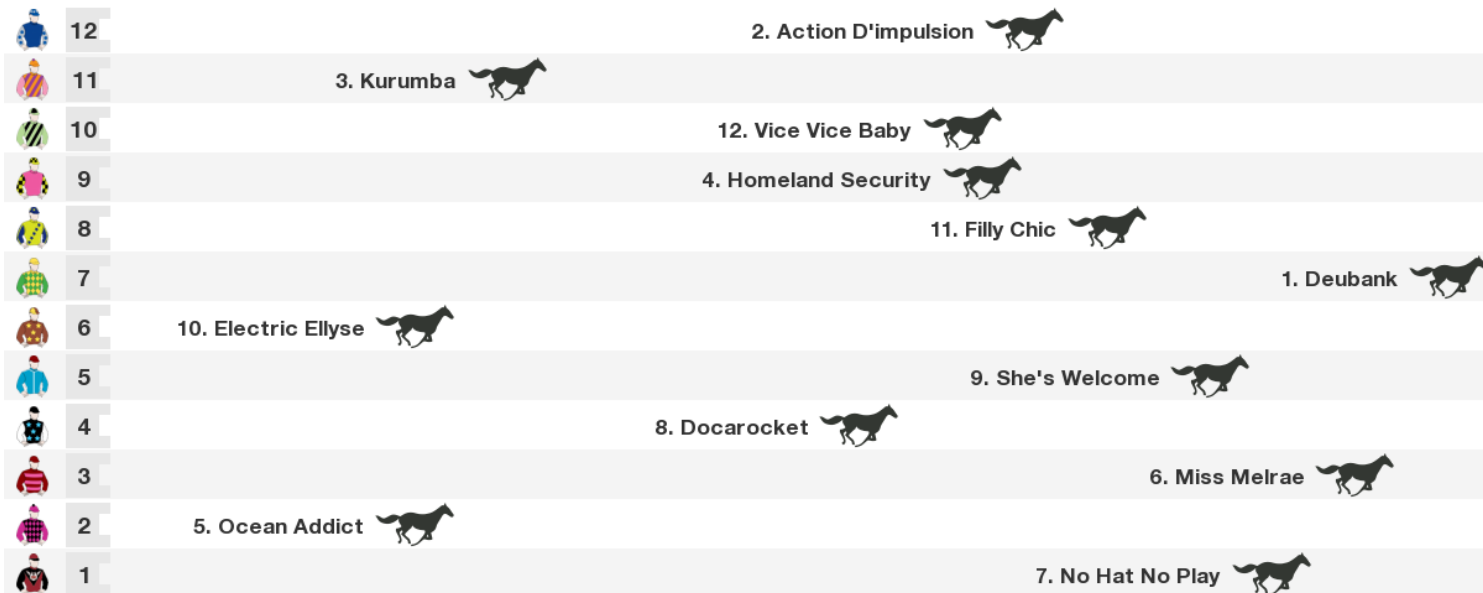 12 2. Action D'impulsion
11 3. Kurumba
10 12. Vice Vice Baby
9 4. Homeland Security
8 11. Filly Chic
7 1. Deubank
6 10. Electric Ellyse
5 9. She's Welcome
4 8. Docarocket
3 6. Miss Melrae
2 5. Ocean Addict
1 7. No Hat No Play